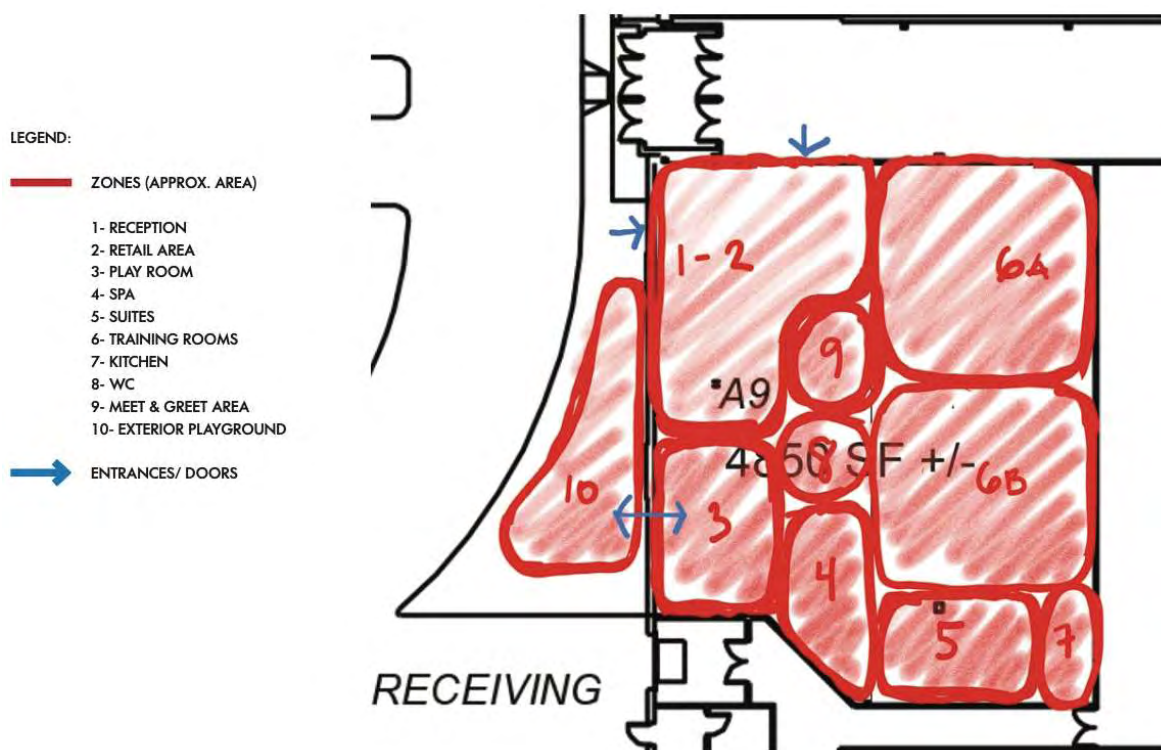 LEGEND:
ZONES (APPROX. AREA)
1- RECEPTION
2- RETAIL AREA
3- PLAY ROOM
4- SPA
5- SUITES
6- TRAINING ROOMS
7- KITCHEN
8- WC
9- MEET & GREET AREA
10- EXTERIOR PLAYGROUND
ENTRANCES/ DOORS
1-2
6A
9
A9
4850 SF +/-
8
6B
10
3
4
5
7
RECEIVING